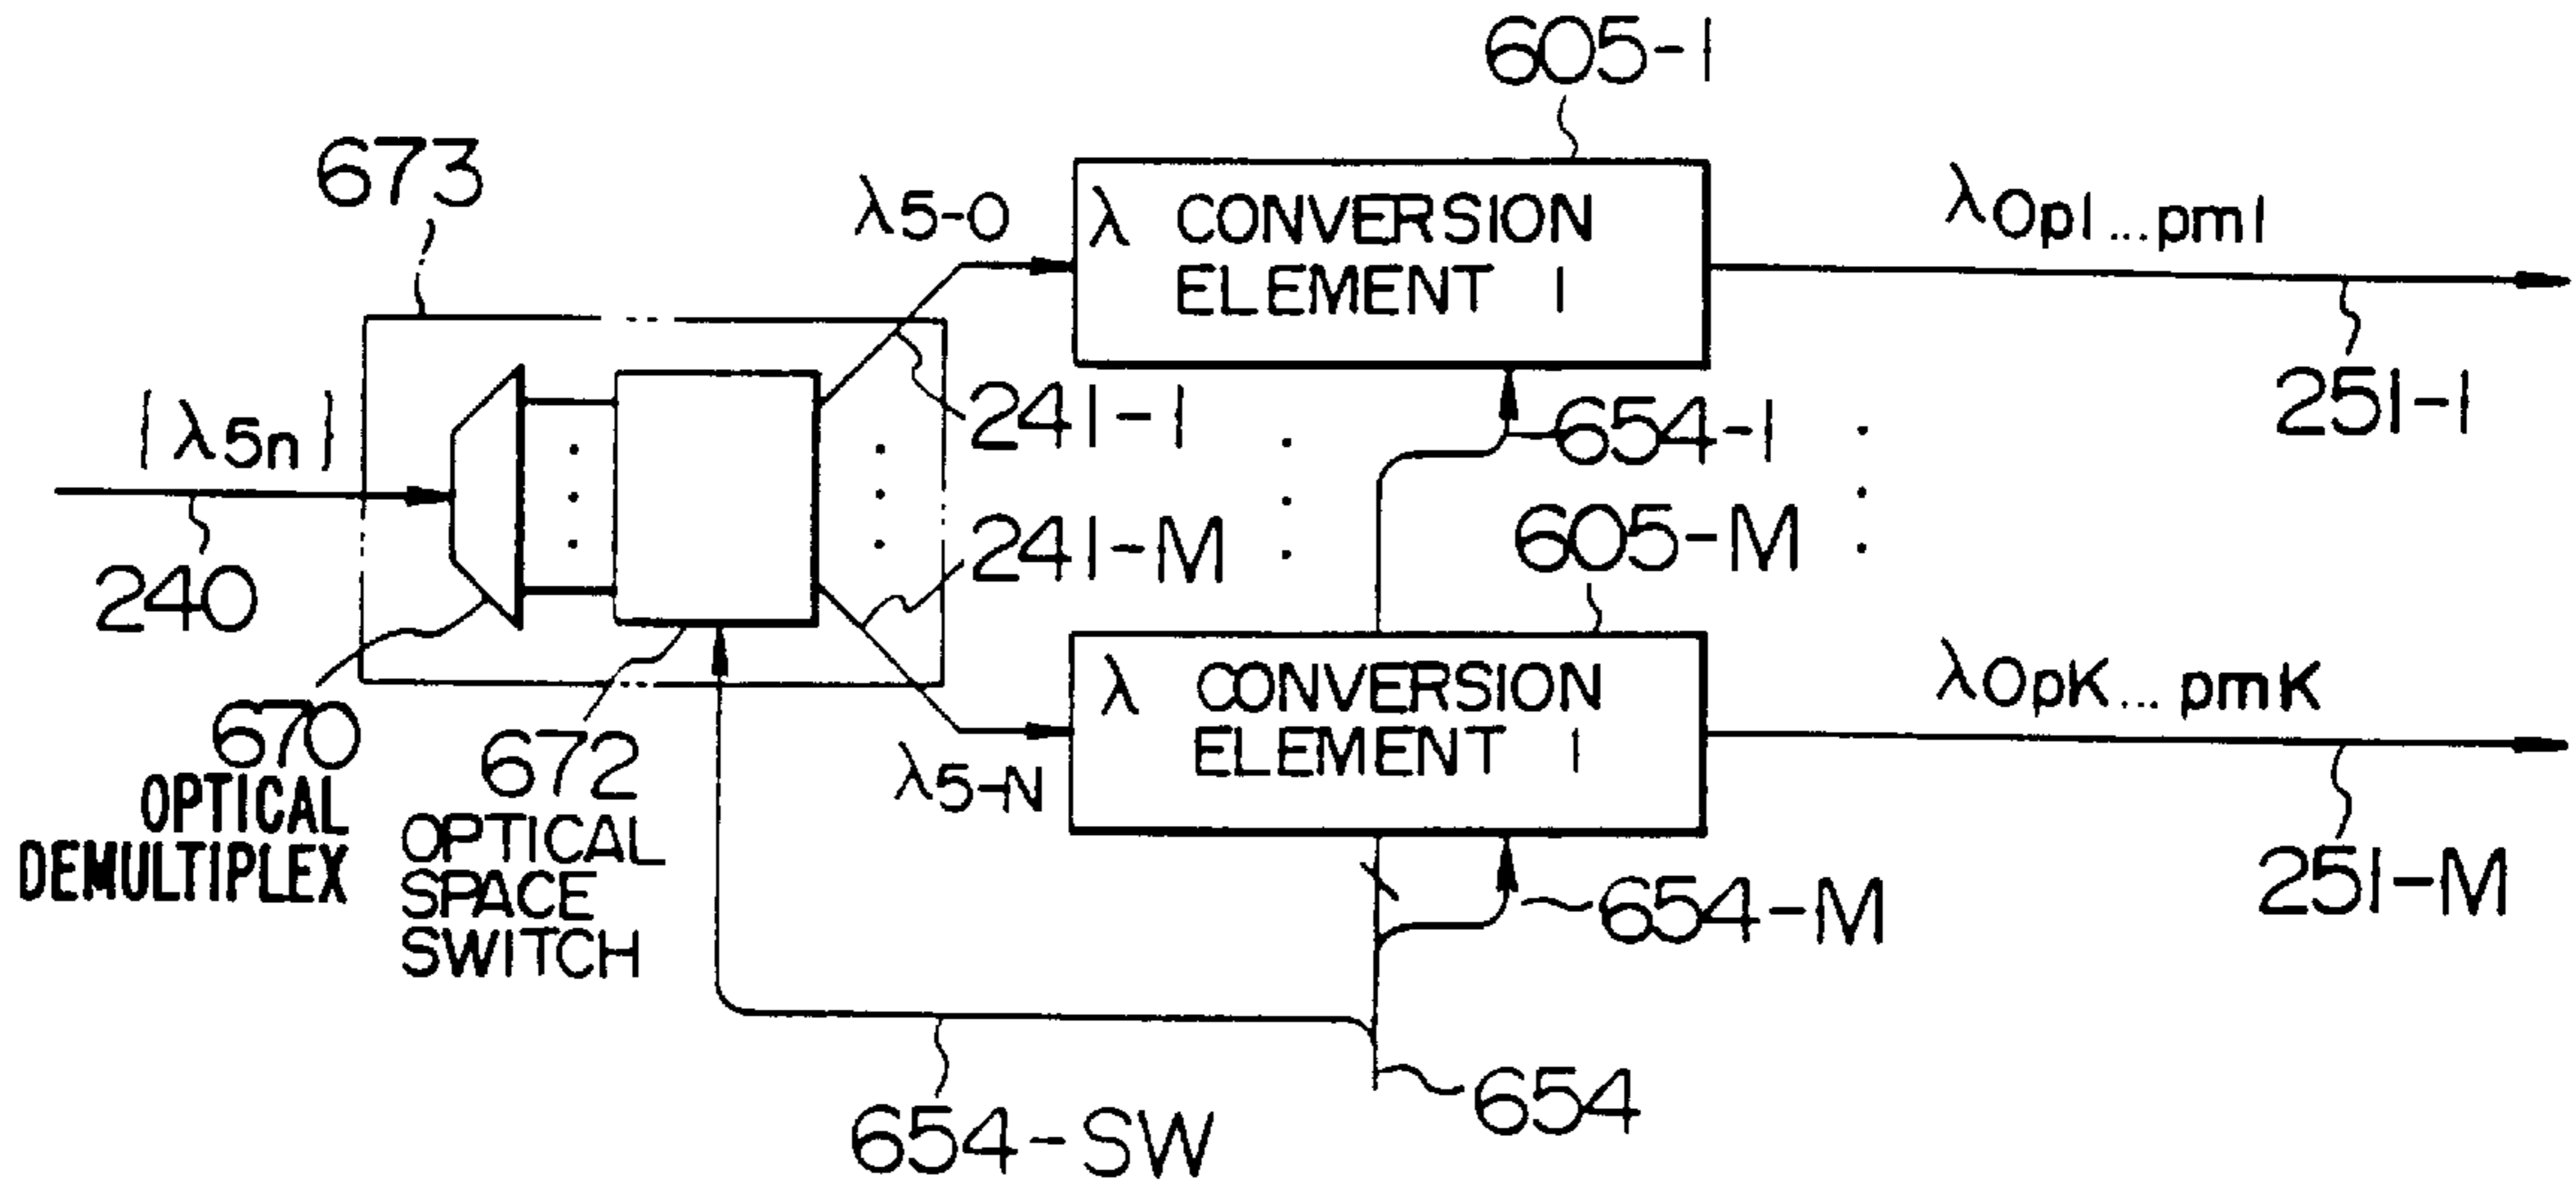 605-1
673
λ5-0
λ CONVERSION
ELEMENT 1
λ0p1...pm1
251-1
{λ5n}
240
241-1
654-1
241-M
605-M
670
OPTICAL
DEMULTIPLEX
672
OPTICAL
SPACE
SWITCH
λ5-N
λ CONVERSION
ELEMENT 1
λ0pK...pmK
251-M
654-M
654
654-SW